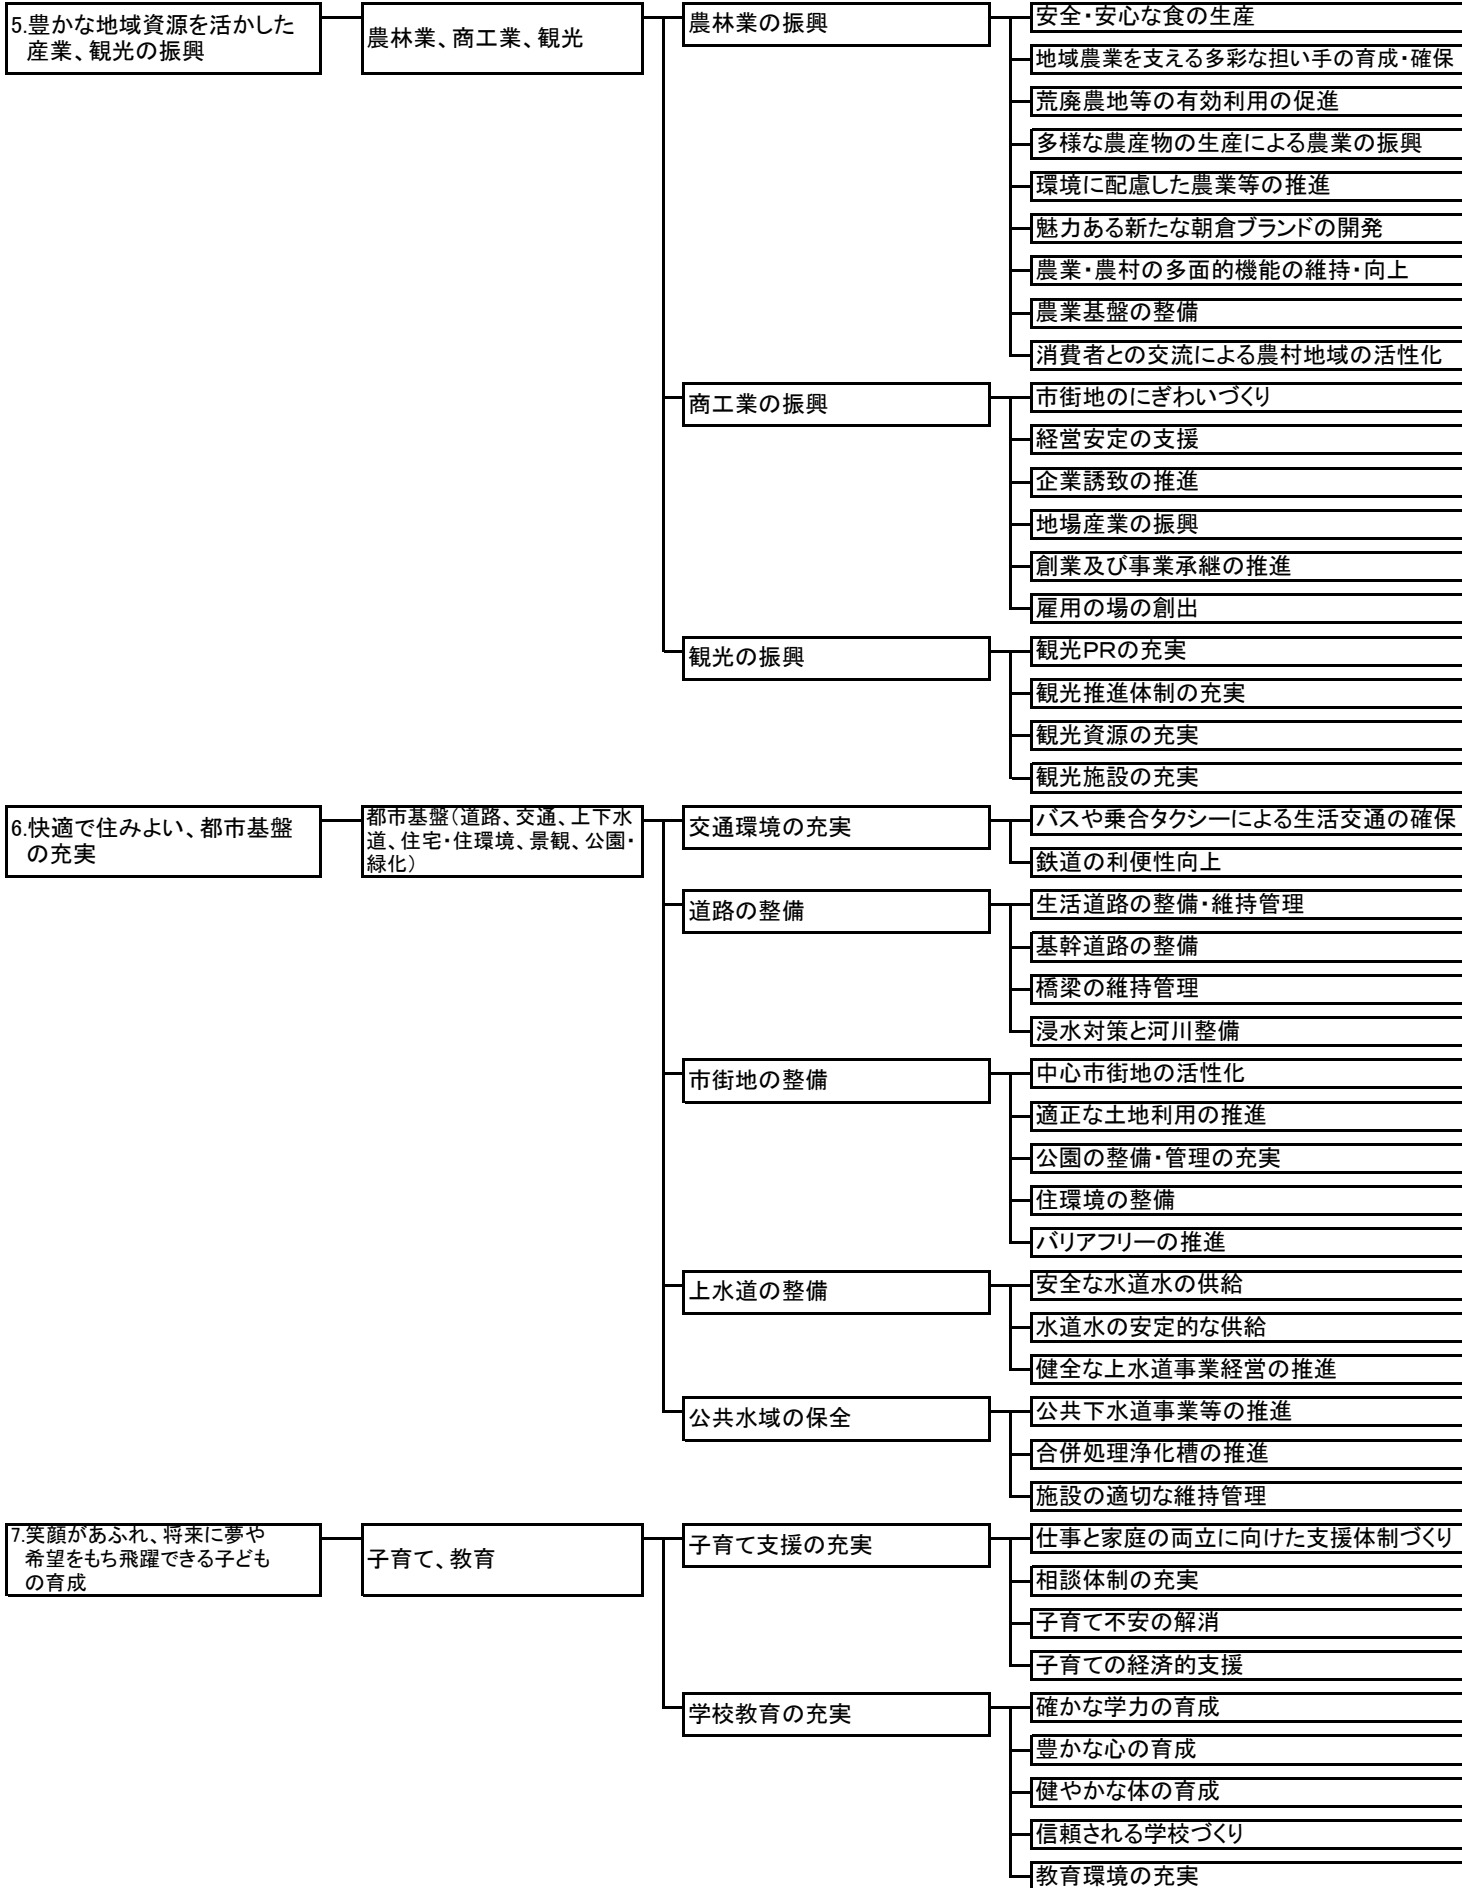 5.豊かな地域資源を活かした
産業、観光の振興
農林業、商工業、観光
農林業の振興
安全・安心な食の生産
地域農業を支える多彩な担い手の育成・確保
荒廃農地等の有効利用の促進
多様な農産物の生産による農業の振興
環境に配慮した農業等の推進
魅力ある新たな朝倉ブランドの開発
農業・農村の多面的機能の維持・向上
農業基盤の整備
消費者との交流による農村地域の活性化
商工業の振興
市街地のにぎわいづくり
経営安定の支援
企業誘致の推進
地場産業の振興
創業及び事業承継の推進
雇用の場の創出
観光の振興
観光PRの充実
観光推進体制の充実
観光資源の充実
観光施設の充実
6.快適で住みよい、都市基盤
の充実
都市基盤（道路、交通、上下水
道、住宅・住環境、景観、公園・
緑化）
交通環境の充実
バスや乗合タクシーによる生活交通の確保
鉄道の利便性向上
道路の整備
生活道路の整備・維持管理
基幹道路の整備
橋梁の維持管理
浸水対策と河川整備
市街地の整備
中心市街地の活性化
適正な土地利用の推進
公園の整備・管理の充実
住環境の整備
バリアフリーの推進
上水道の整備
安全な水道水の供給
水道水の安定的な供給
健全な上水道事業経営の推進
公共水域の保全
公共下水道事業等の推進
合併処理浄化槽の推進
施設の適切な維持管理
7.笑顔があふれ、将来に夢や
希望をもち飛躍できる子ども
の育成
子育て、教育
子育て支援の充実
仕事と家庭の両立に向けた支援体制づくり
相談体制の充実
子育て不安の解消
子育ての経済的支援
学校教育の充実
確かな学力の育成
豊かな心の育成
健やかな体の育成
信頼される学校づくり
教育環境の充実